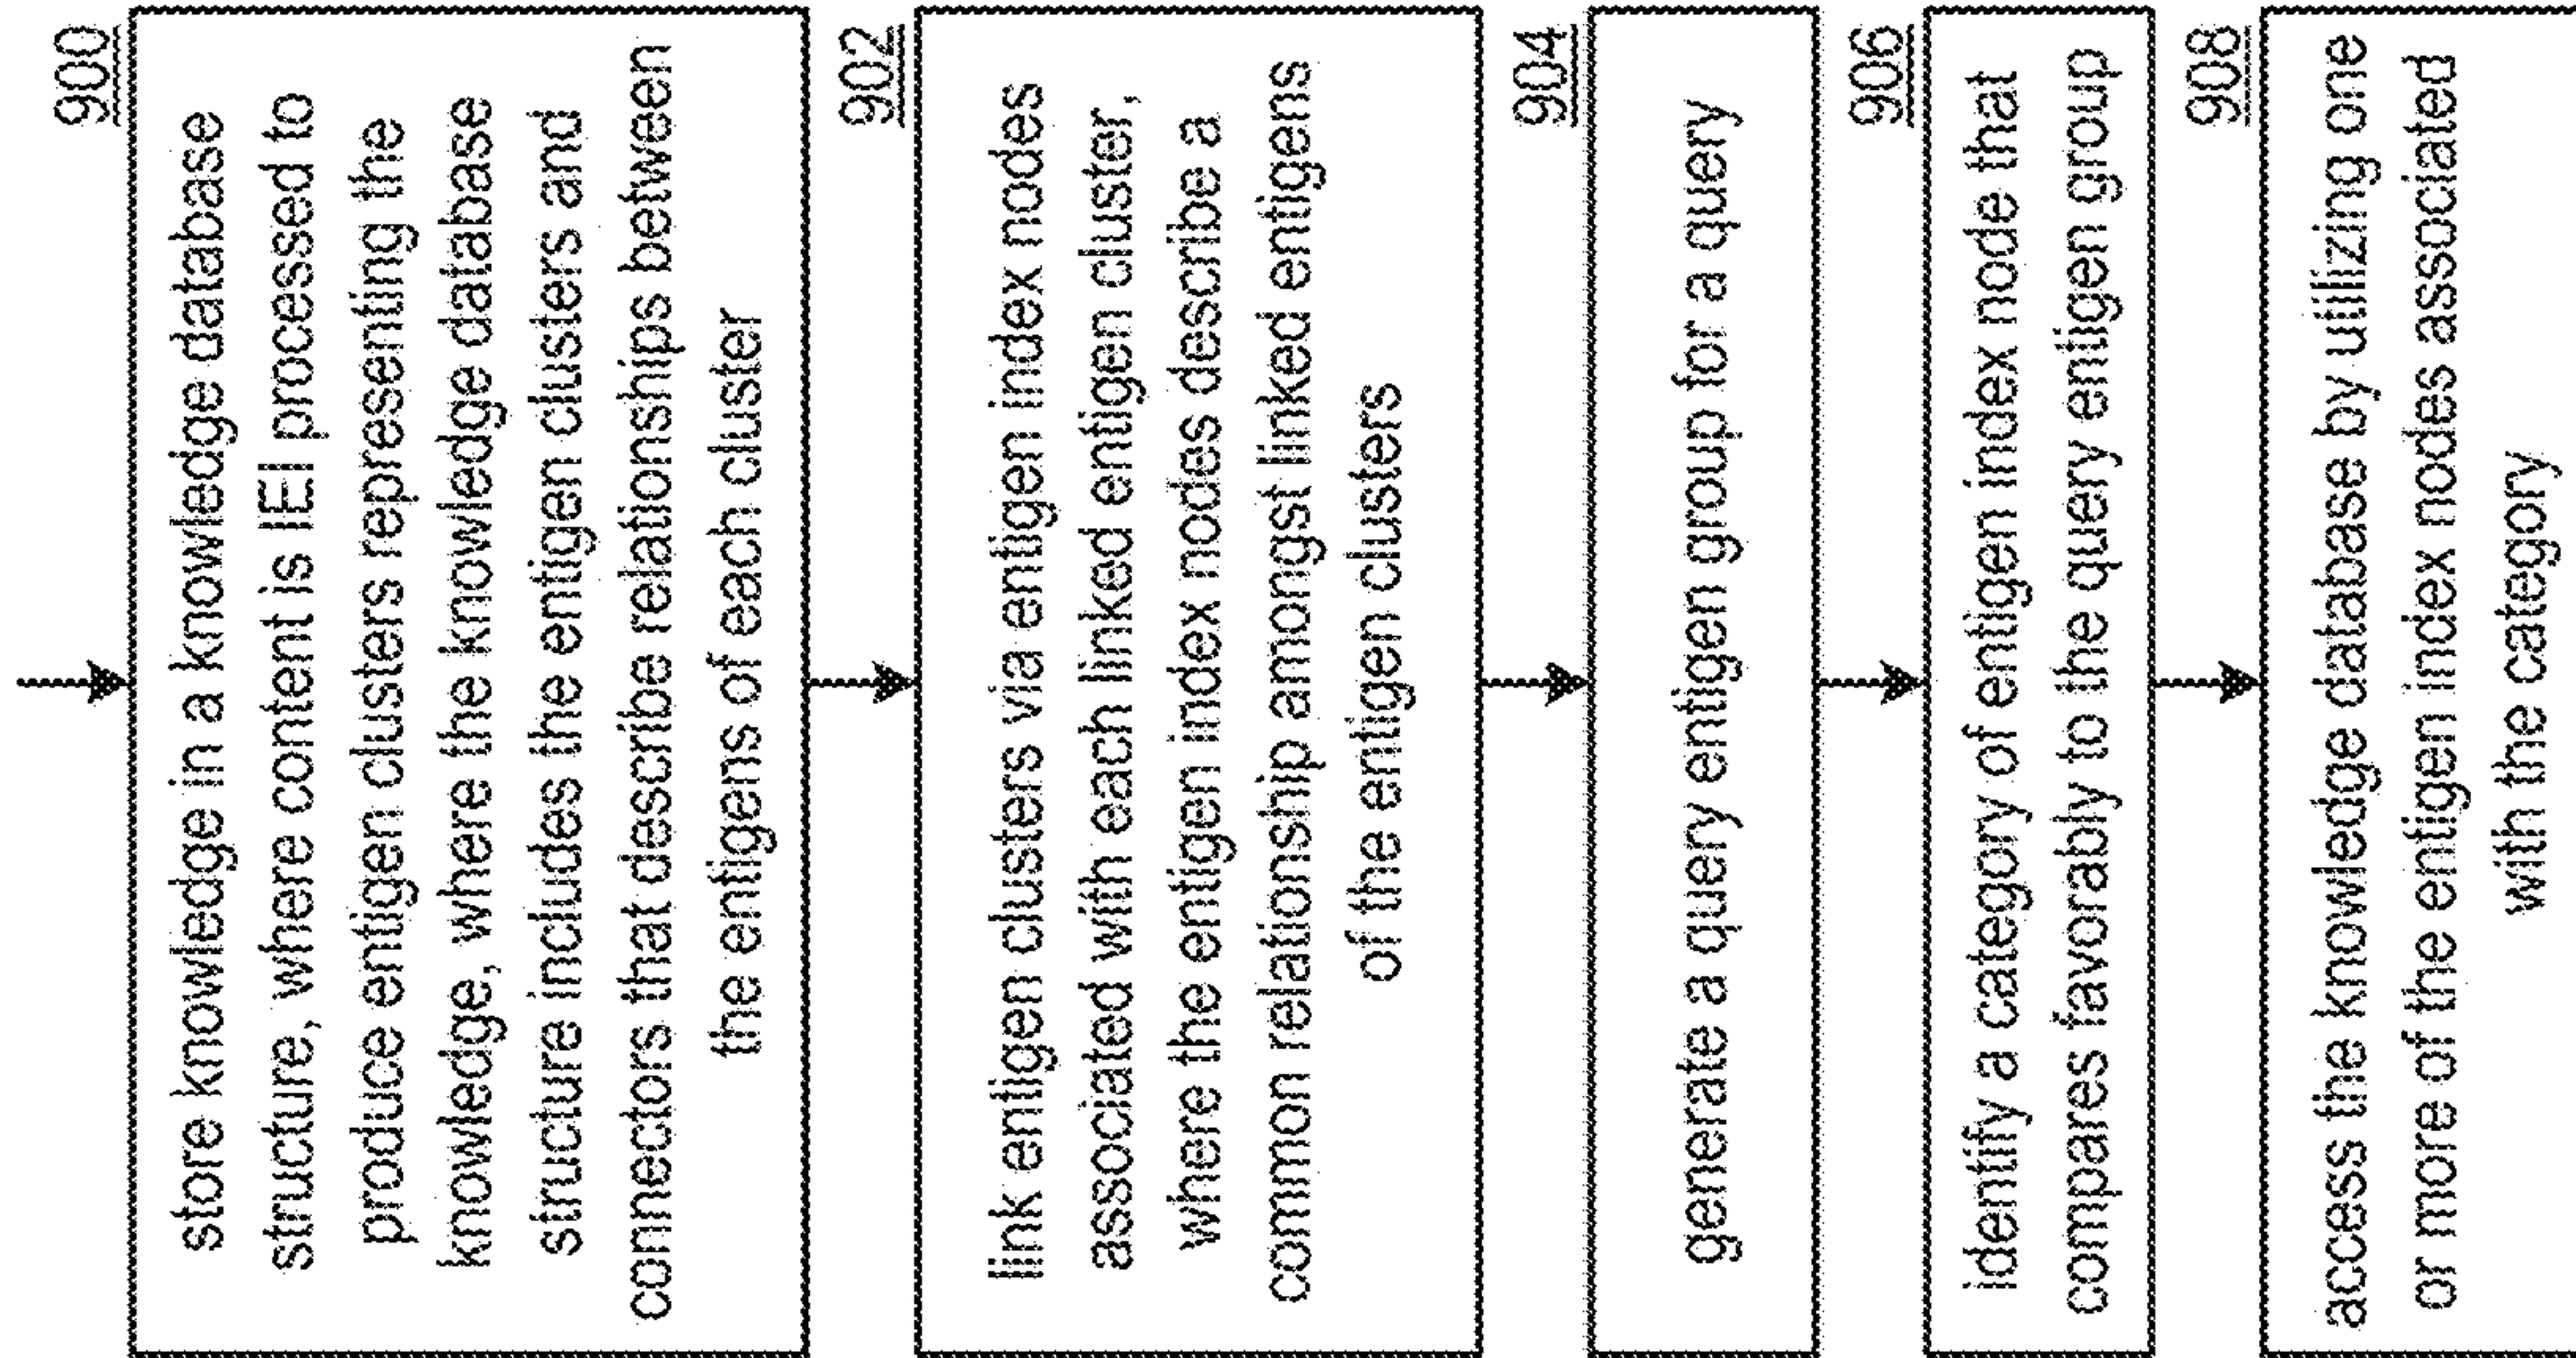 900
store knowledge in a knowledge database
structure, where content is IEI processed to
produce entigen clusters representing the
knowledge, where the knowledge database
structure includes the entigen clusters and
connectors that describe relationships between
the entigens of each cluster
902
link entigen clusters via entigen index nodes
associated with each linked entigen cluster,
where the entigen index nodes describe a
common relationship amongst linked entigens
of the entigen clusters
904
generate a query entigen group for a query
906
identify a category of entigen index node that
compares favorably to the query entigen group
908
access the knowledge database by utilizing one
or more of the entigen index nodes associated
with the category